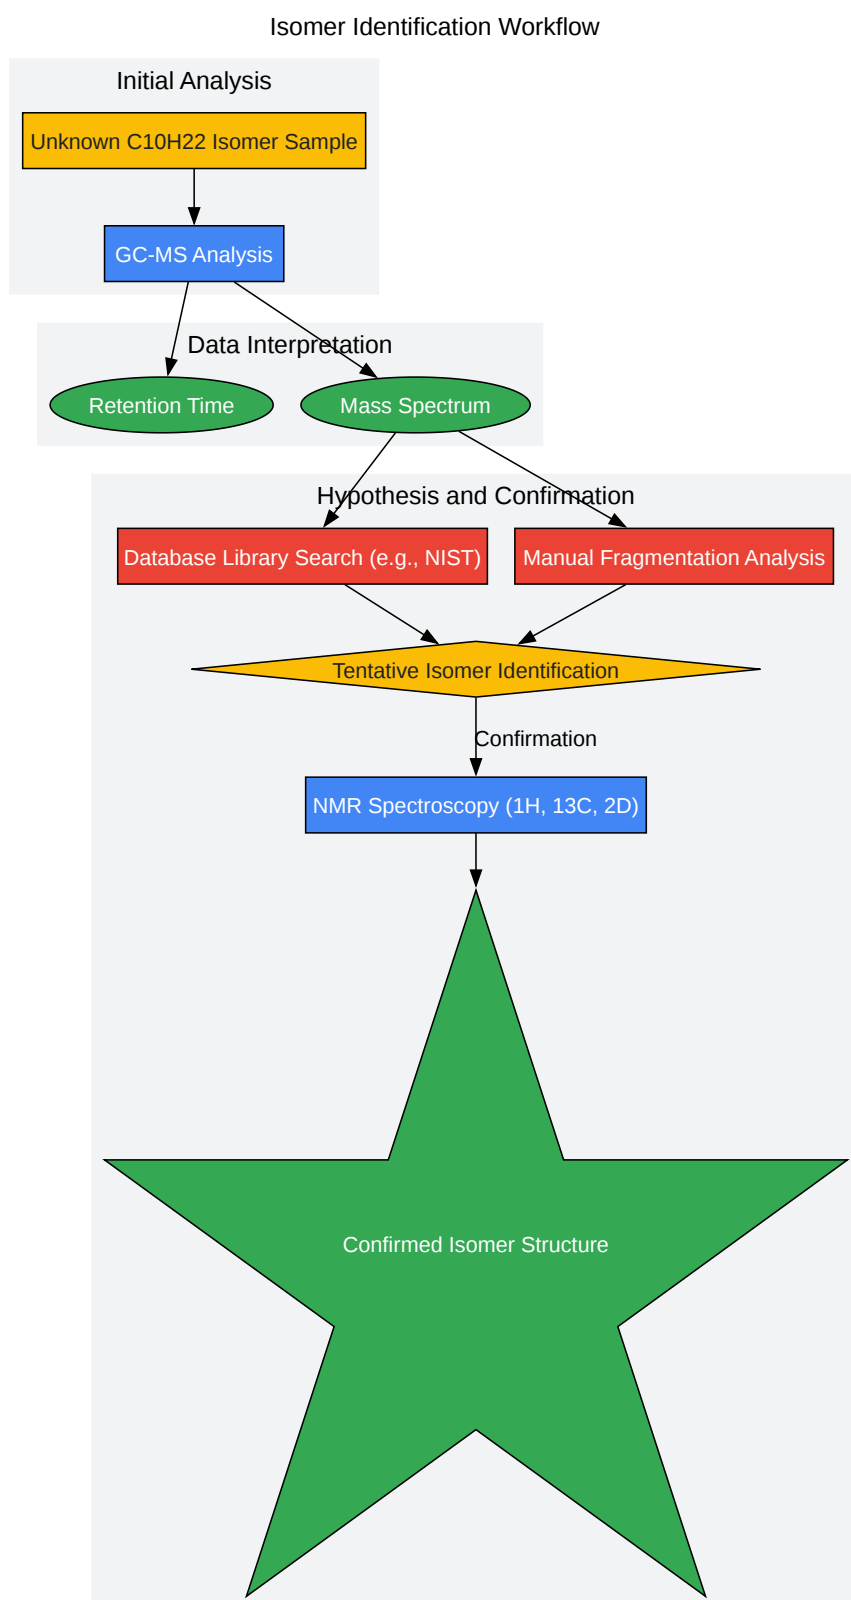 Isomer Identification Workflow
Initial Analysis
Unknown C10H22 Isomer Sample
GC-MS Analysis
Data Interpretation
Retention Time
Mass Spectrum
Hypothesis and Confirmation
Database Library Search (e.g., NIST)
Manual Fragmentation Analysis
Tentative Isomer Identification
Confirmation
NMR Spectroscopy (1H, 13C, 2D)
Confirmed Isomer Structure